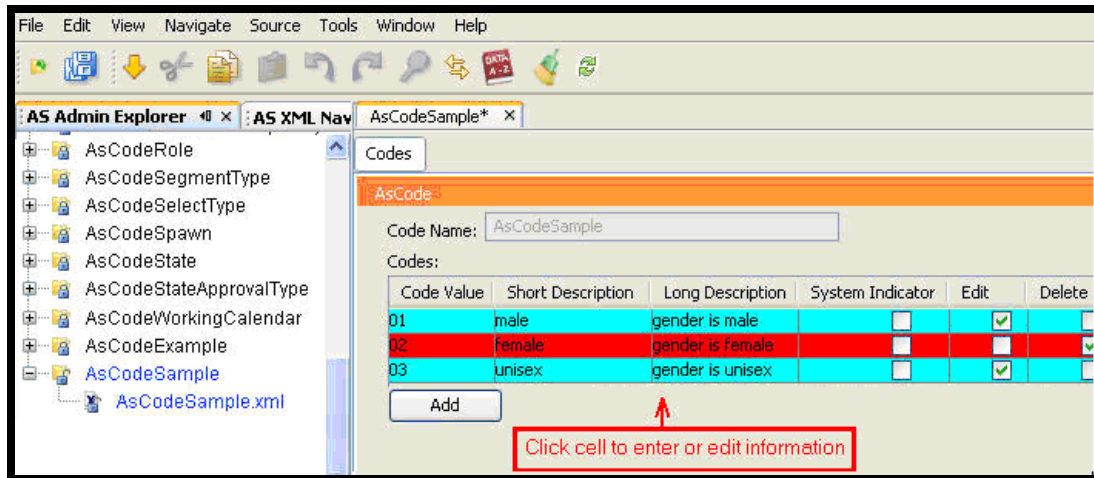 File Edit View Navigate Source Tools Window Help
DATA
A-Z
AS Admin Explorer AS XML Nav
AsCodeSample*
AsCodeRole
AsCodeSegmentType
AsCodeSelectType
AsCodeSpawn
AsCodeState
AsCodeStateApprovalType
AsCodeWorkingCalendar
AsCodeExample
AsCodeSample
AsCodeSample.xml
Codes
AsCode
Code Name: AsCodeSample
Codes:
Code Value Short Description Long Description System Indicator Edit Delete
01 male gender is male
02 female gender is female
03 unisex gender is unisex
Add
Click cell to enter or edit information